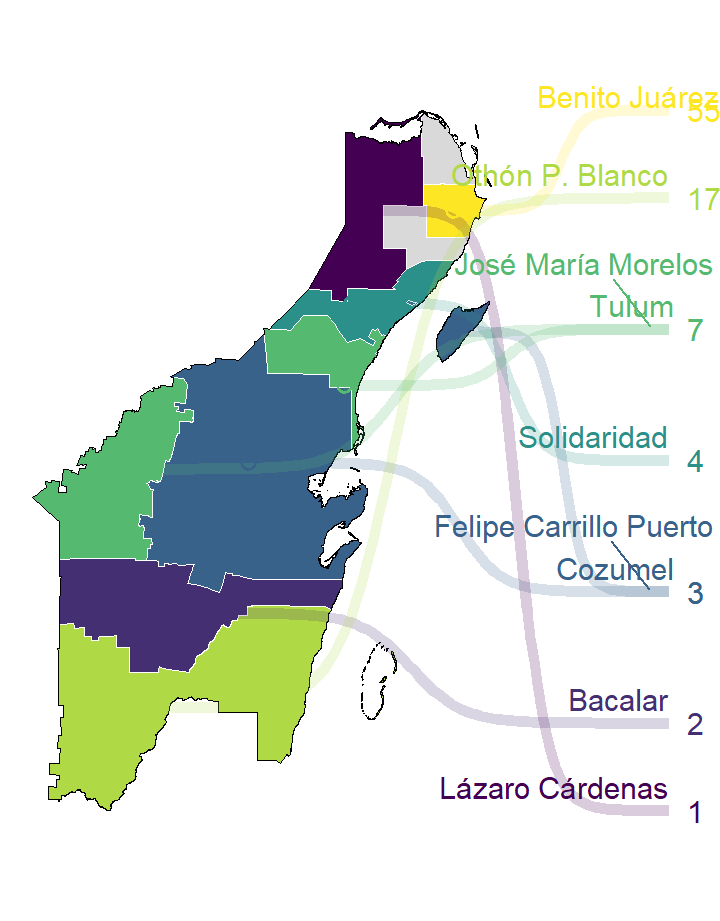 Benito Juárez
55
Othón P. Blanco
17
José María Morelos
Tulum
7
Solidaridad
4
Felipe Carrillo Puerto
Cozumel
3
Bacalar
2
Lázaro Cárdenas
1